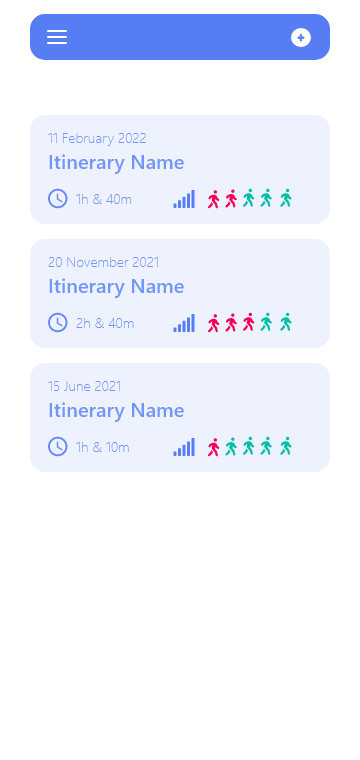 11 February 2022
Itinerary Name
1h & 40m
20 November 2021
Itinerary Name
2h & 40m
15 June 2021
Itinerary Name
1h & 10m